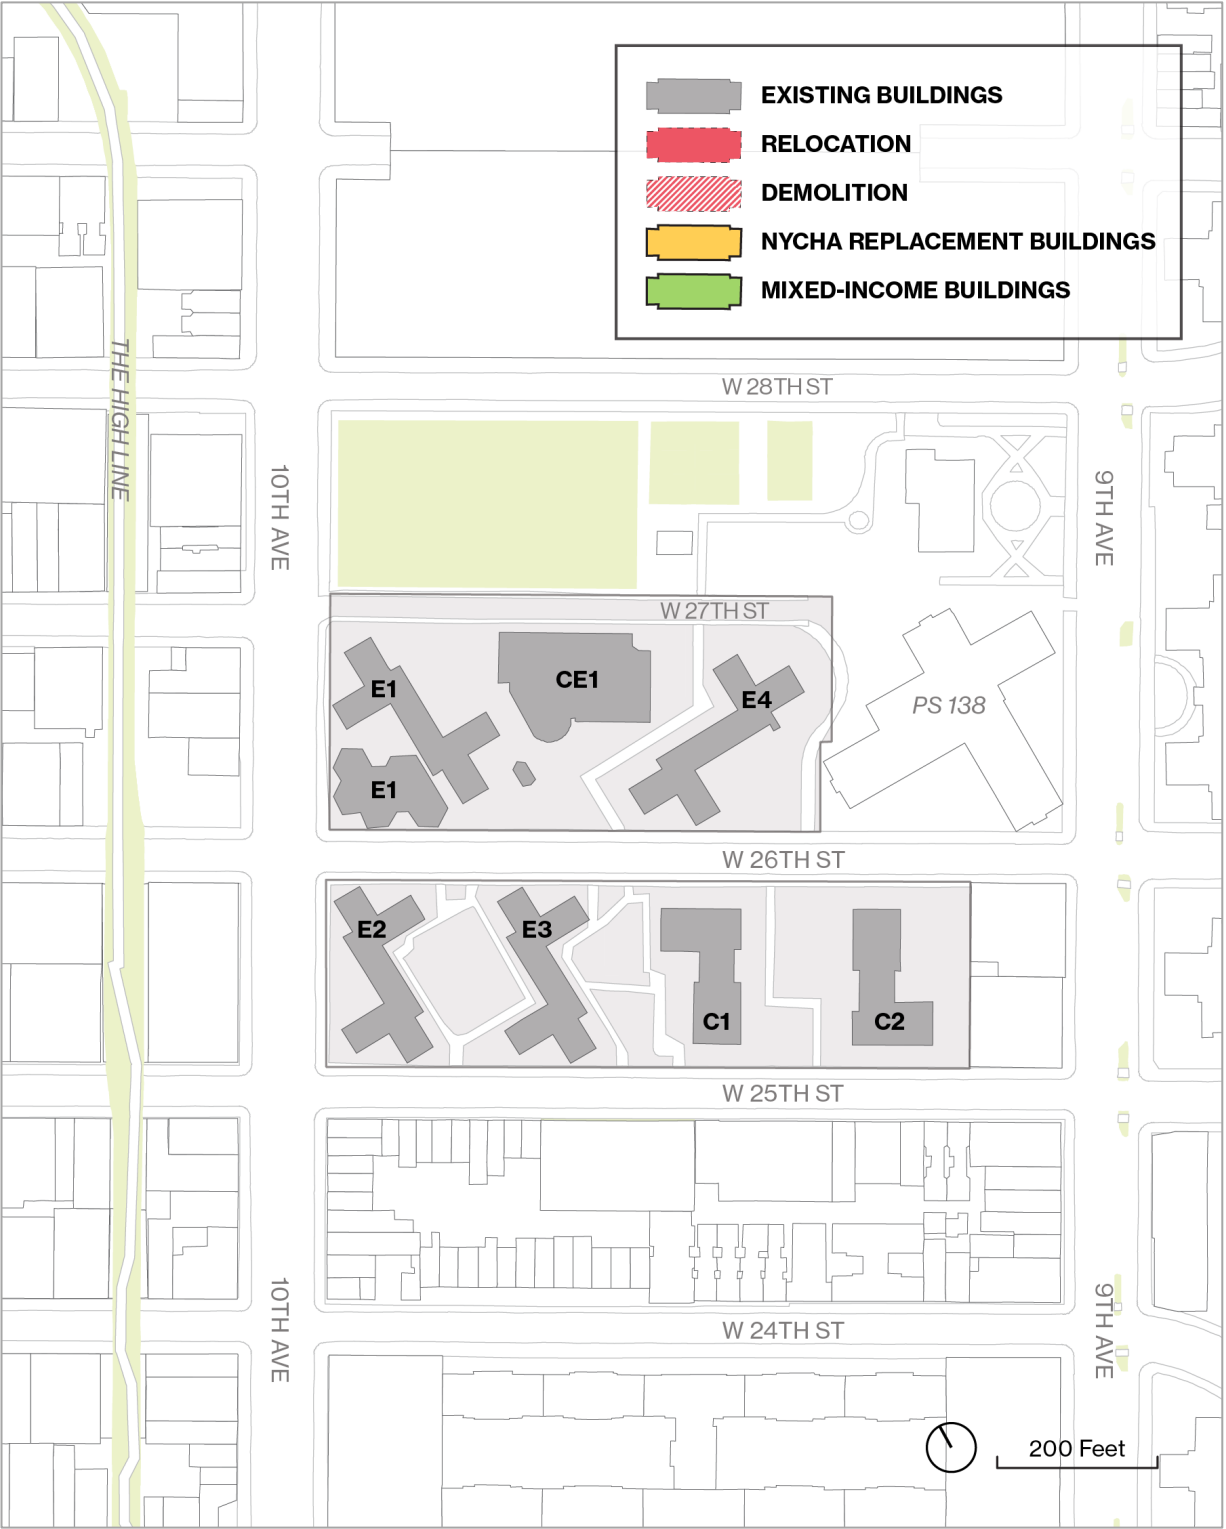 EXISTING BUILDINGS
RELOCATION
DEMOLITION
NYCHA REPLACEMENT BUILDINGS
MIXED-INCOME BUILDINGS
THE HIGH LINE
W 28TH ST
10TH AVE
9TH AVE
W 27TH ST
E1
CE1
E4
PS 138
E1
W 26TH ST
E2
E3
C1
C2
W 25TH ST
10TH AVE
9TH AVE
W 24TH ST
200 Feet